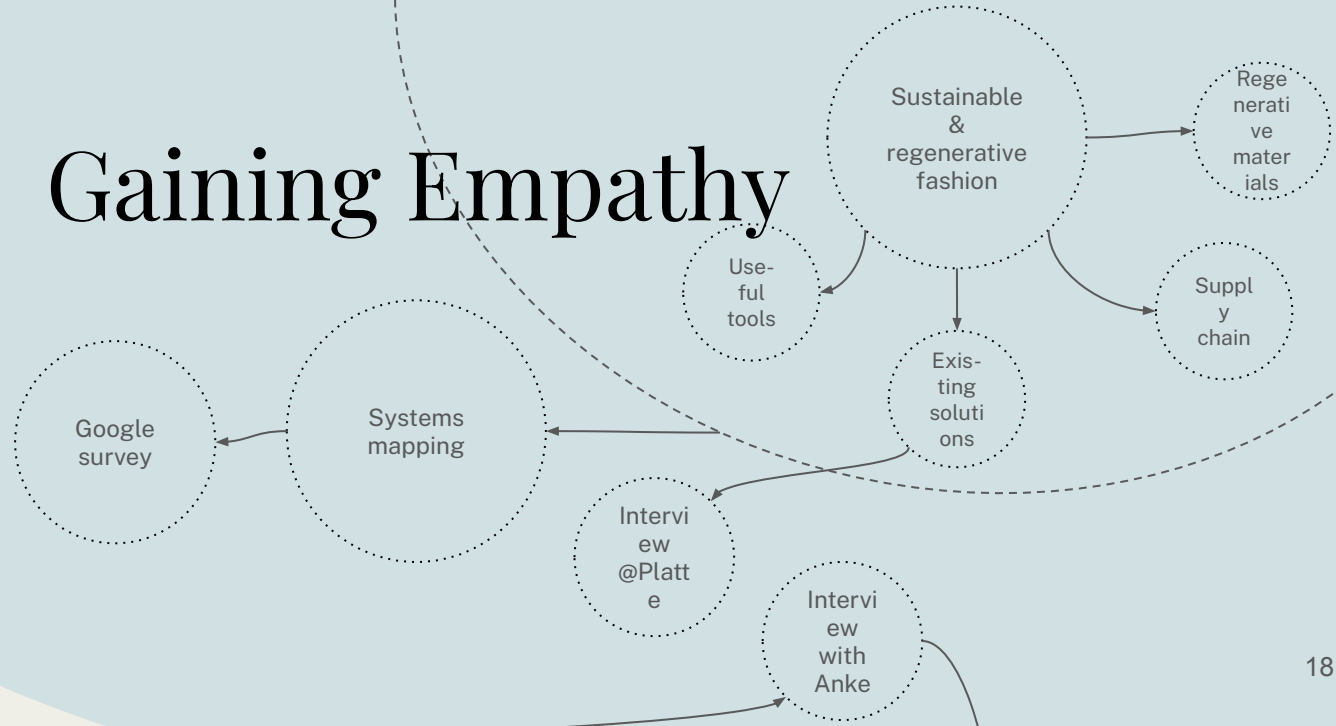 Gaining Empathy
Sustainable
&
regenerative
fashion
Rege
nerati
ve
mater
ials
Use-
ful
tools
Suppl
y
chain
Exis-
ting
soluti
ons
Systems
mapping
Google
survey
Intervi
ew
@Platt
e
Intervi
ew
with
Anke
18